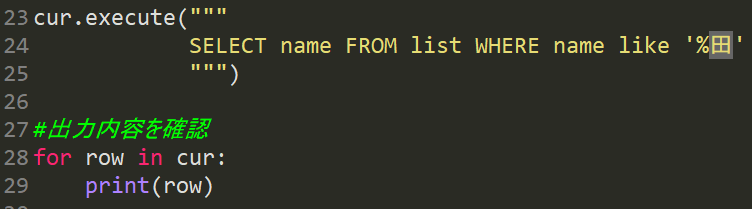 23 cur.execute("""
24             SELECT name FROM list WHERE name like '%田'
25             """)
26
27 #出力内容を確認
28 for row in cur:
29     print(row)